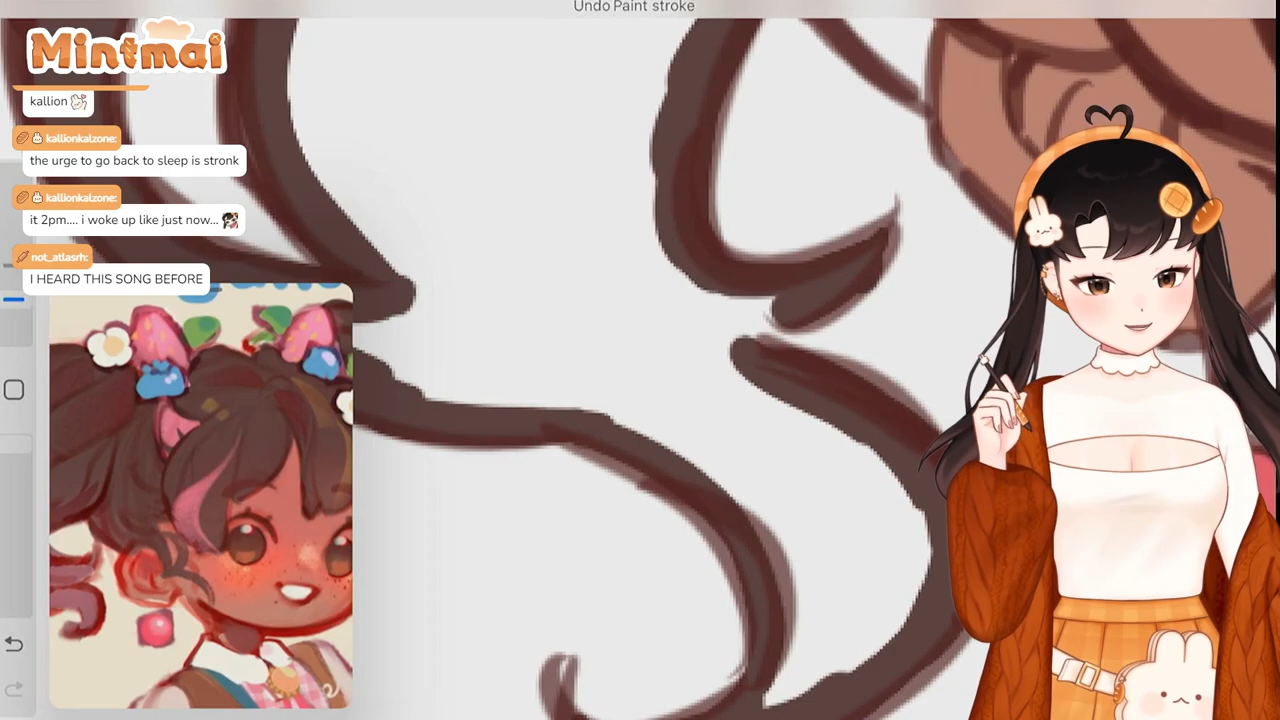 Undo Paint stroke
Mintmai
kallion
kallionkalzone:
the urge to go back to sleep is stronk
kallionkalzone:
it 2pm.... i woke up like just now...
not_atlasrh:
I HEARD THIS SONG BEFORE